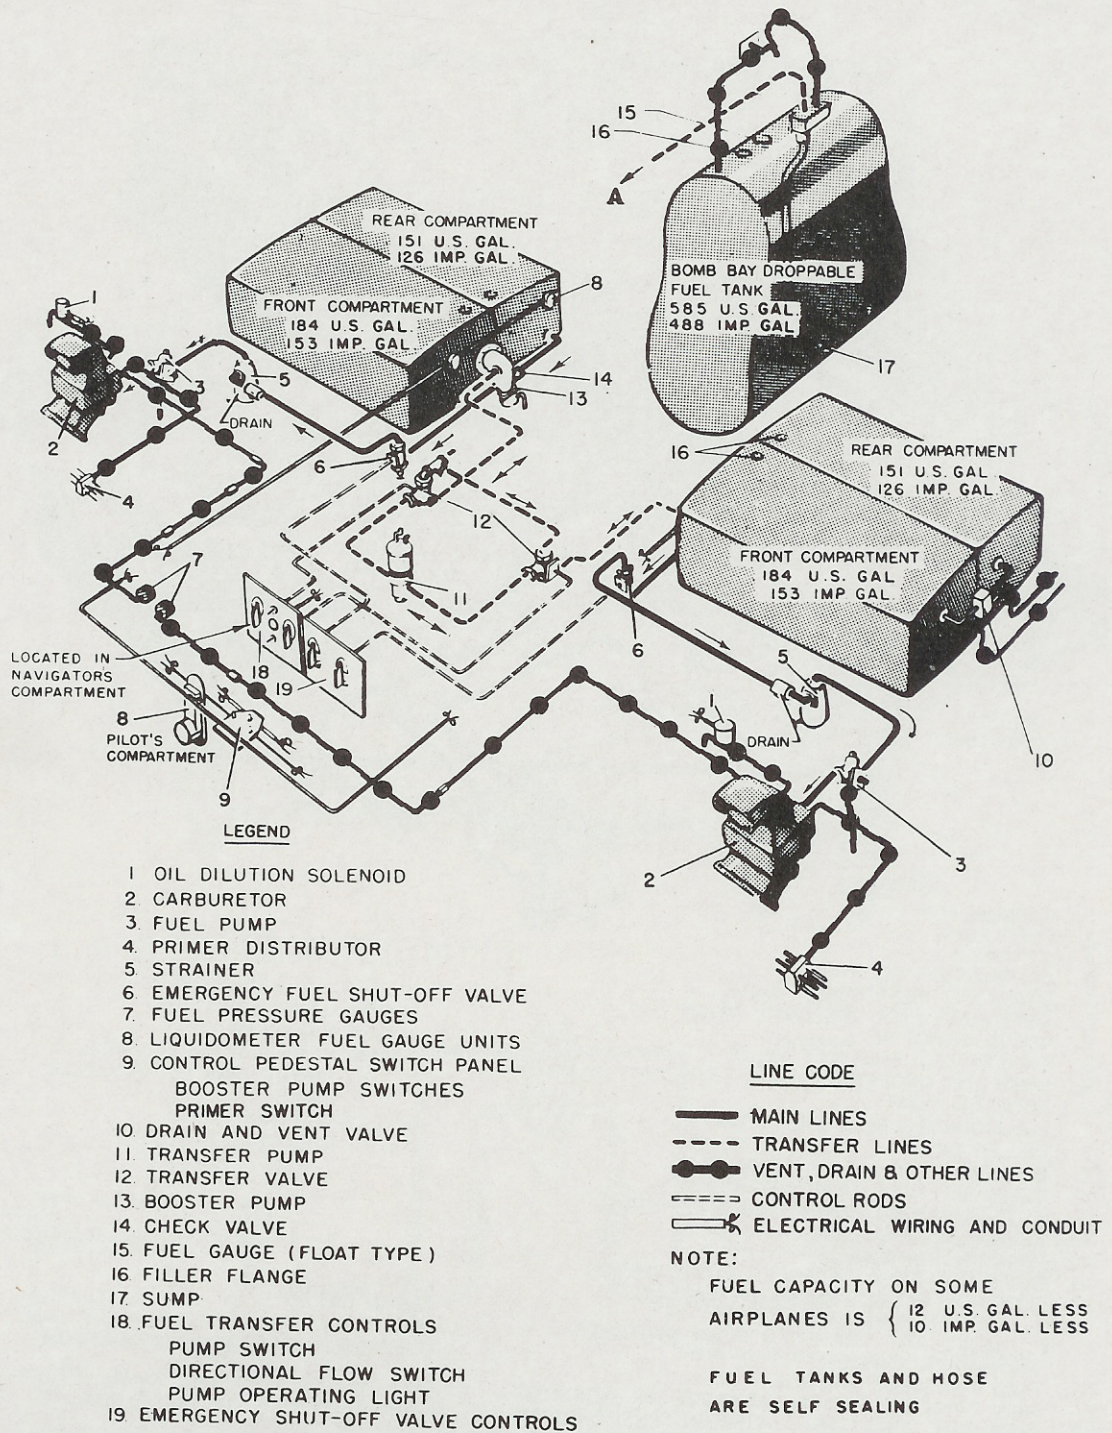 15
16
A
REAR COMPARTMENT
151 U.S. GAL.
126 IMP. GAL.
FRONT COMPARTMENT
184 U.S. GAL.
153 IMP. GAL.
8
BOMB BAY DROPPABLE
FUEL TANK
585 U.S GAL.
488 IMP. GAL
17
1
3
5
14
13
2
DRAIN
4
6
12
16
REAR COMPARTMENT
151 U.S. GAL
126 IMP. GAL.
FRONT COMPARTMENT
184 U.S. GAL
153 IMP. GAL.
7
11
6
LOCATED IN
NAVIGATORS
COMPARTMENT
18
19
5
1
DRAIN
10
8
PILOT'S
COMPARTMENT
9
2
3
4
LEGEND
1 OIL DILUTION SOLENOID
2. CARBURETOR
3. FUEL PUMP
4. PRIMER DISTRIBUTOR
5. STRAINER
6. EMERGENCY FUEL SHUT-OFF VALVE
7. FUEL PRESSURE GAUGES
8. LIQUIDOMETER FUEL GAUGE UNITS
9. CONTROL PEDESTAL SWITCH PANEL
BOOSTER PUMP SWITCHES
PRIMER SWITCH
10. DRAIN AND VENT VALVE
11. TRANSFER PUMP
12. TRANSFER VALVE
13. BOOSTER PUMP
14. CHECK VALVE
15. FUEL GAUGE (FLOAT TYPE)
16. FILLER FLANGE
17. SUMP
18. FUEL TRANSFER CONTROLS
PUMP SWITCH
DIRECTIONAL FLOW SWITCH
PUMP OPERATING LIGHT
19. EMERGENCY SHUT-OFF VALVE CONTROLS
LINE CODE
MAIN LINES
TRANSFER LINES
VENT, DRAIN & OTHER LINES
CONTROL RODS
ELECTRICAL WIRING AND CONDUIT
NOTE:
FUEL CAPACITY ON SOME
AIRPLANES IS { 12 U.S. GAL. LESS
10 IMP. GAL. LESS
FUEL TANKS AND HOSE
ARE SELF SEALING